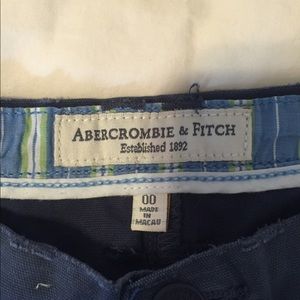 ABERCROMBIE & FITCH
Established 1892
00
MADE
IN
MACAU